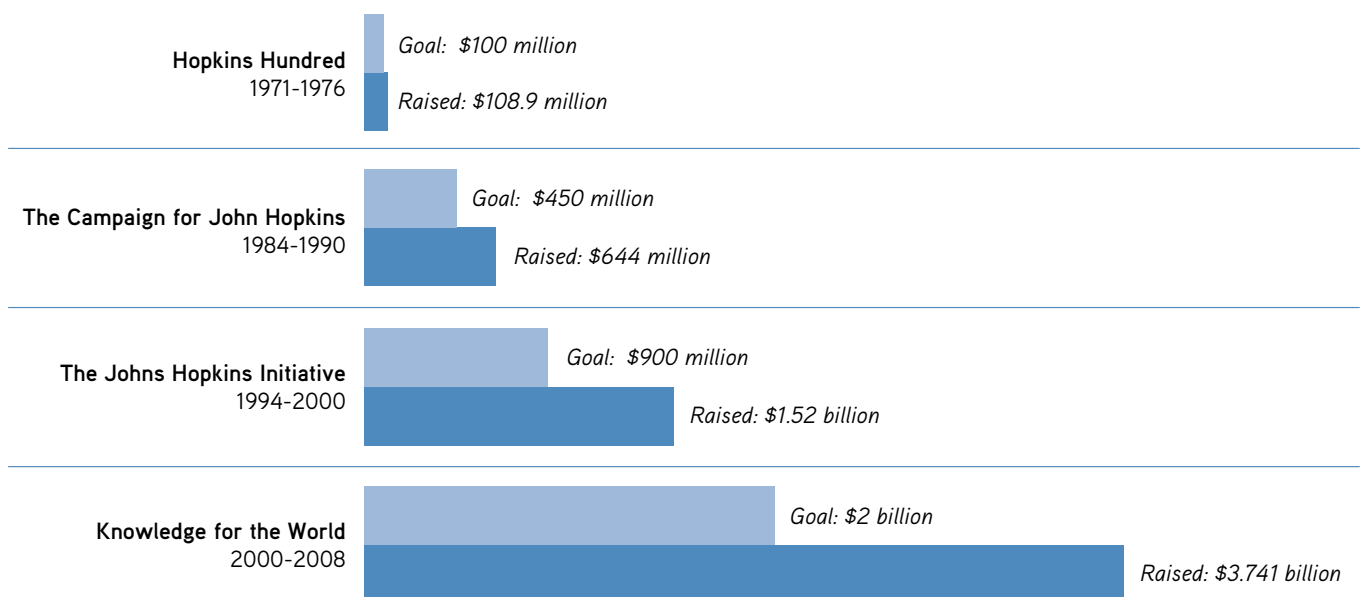 Hopkins Hundred
1971-1976
Goal: $100 million
Raised: $108.9 million
The Campaign for John Hopkins
1984-1990
Goal: $450 million
Raised: $644 million
The Johns Hopkins Initiative
1994-2000
Goal: $900 million
Raised: $1.52 billion
Knowledge for the World
2000-2008
Goal: $2 billion
Raised: $3.741 billion